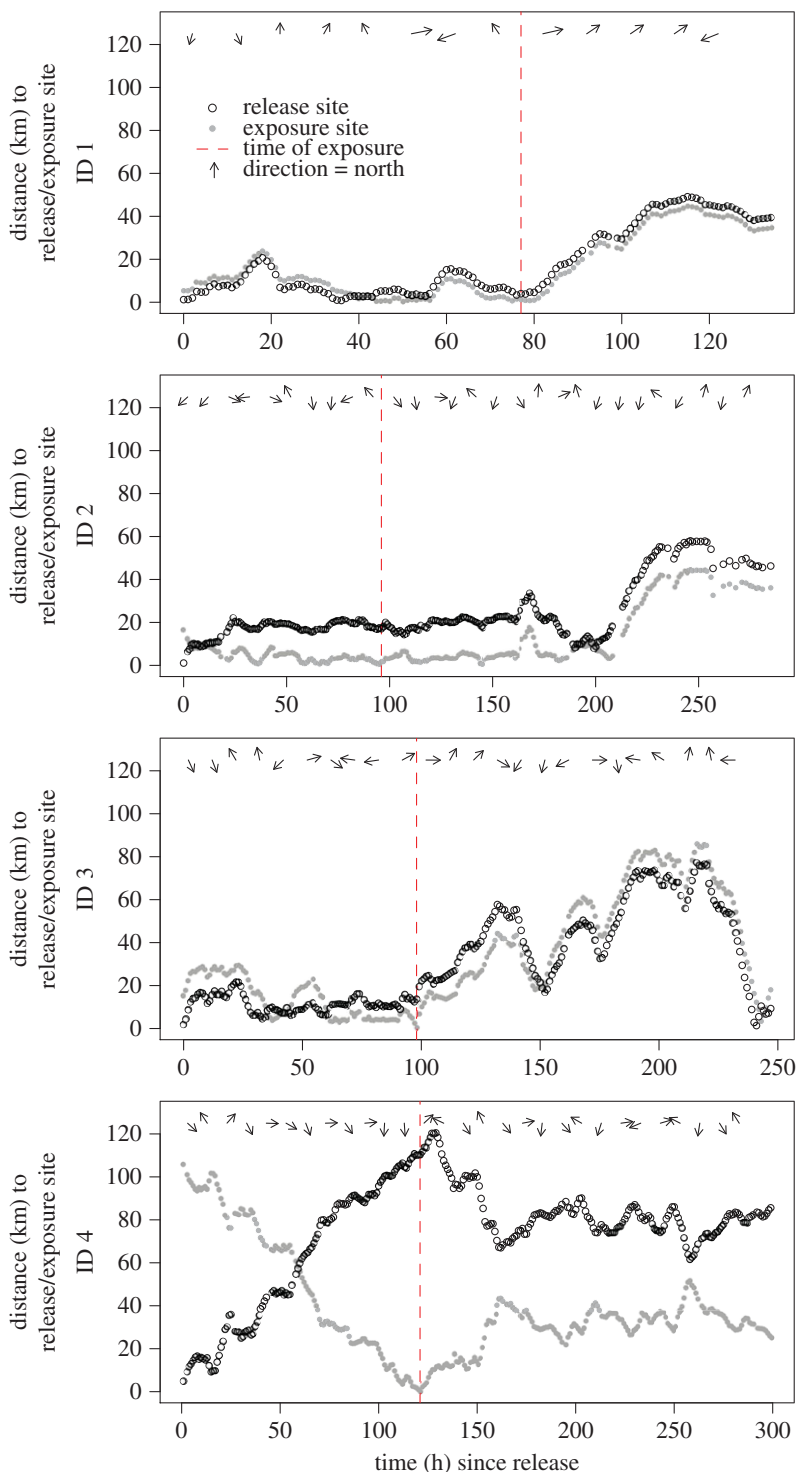 distance (km) to
release/exposure site
ID 1
120
100
80
60
40
20
0
release site
exposure site
time of exposure
direction = north
0 20 40 60 80 100 120
distance (km) to
release/exposure site
ID 2
120
100
80
60
40
20
0
0 50 100 150 200 250
distance (km) to
release/exposure site
ID 3
120
100
80
60
40
20
0
0 50 100 150 200 250
distance (km) to
release/exposure site
ID 4
120
100
80
60
40
20
0
0 50 100 150 200 250 300
time (h) since release